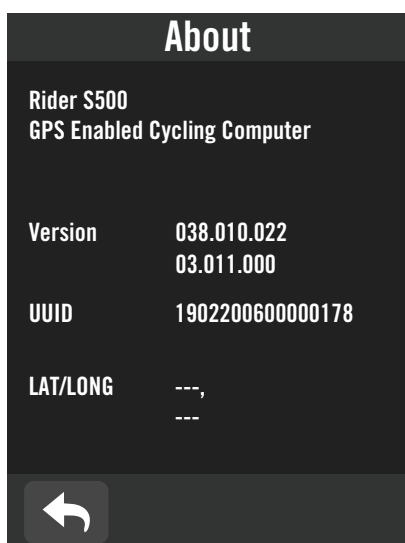 About
Rider S500
GPS Enabled Cycling Computer
Version 038.010.022
03.011.000
UUID 1902200600000178
LAT/LONG ---,
---